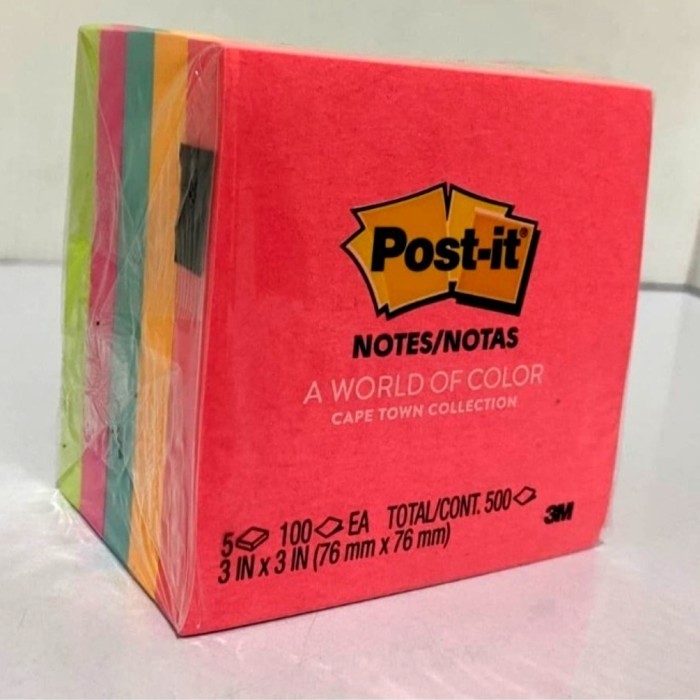 Post-it®
NOTES/NOTAS
A WORLD OF COLOR
CAPE TOWN COLLECTION
5 100 EA TOTAL/CONT. 500
3 IN x 3 IN (76 mm x 76 mm)
3M